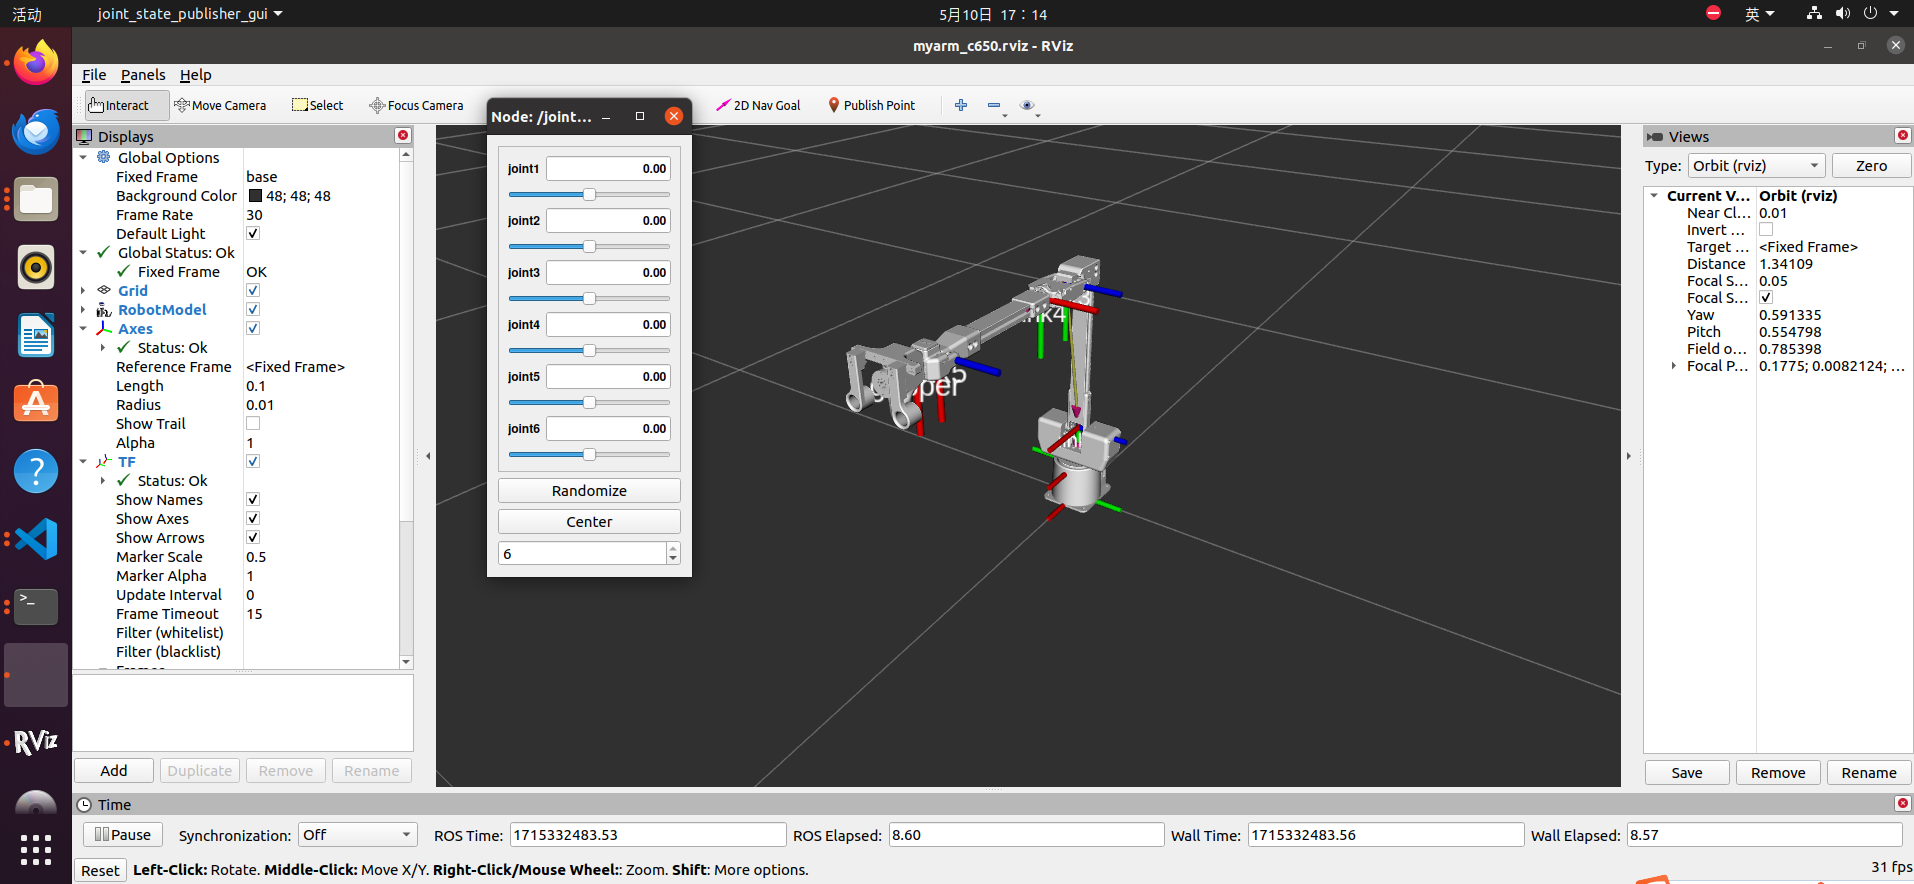 活动 joint_state_publisher_gui 5月10日 17：14 英
myarm_c650.rviz - RViz
File Panels Help
Interact Move Camera Select Focus Camera 2D Nav Goal Publish Point
Displays
Global Options
Fixed Frame base
Background Color 48; 48; 48
Frame Rate 30
Default Light
Global Status: Ok
Fixed Frame OK
Grid
RobotModel
Axes
Status: Ok
Reference Frame <Fixed Frame>
Length 0.1
Radius 0.01
Show Trail
Alpha 1
TF
Status: Ok
Show Names
Show Axes
Show Arrows
Marker Scale 0.5
Marker Alpha 1
Update Interval 0
Frame Timeout 15
Filter (whitelist)
Filter (blacklist)
Add Duplicate Remove Rename
Node: /joint...
joint1 0.00
joint2 0.00
joint3 0.00
joint4 0.00
joint5 0.00
joint6 0.00
Randomize
Center
6
Views
Type: Orbit (rviz) Zero
Current V... Orbit (rviz)
Near Cl... 0.01
Invert ...
Target ... <Fixed Frame>
Distance 1.34109
Focal S... 0.05
Focal S...
Yaw 0.591335
Pitch 0.554798
Field o... 0.785398
Focal P... 0.1775; 0.0082124; ...
Save Remove Rename
RViz
Time
Pause Synchronization: Off ROS Time: 1715332483.53 ROS Elapsed: 8.60 Wall Time: 1715332483.56 Wall Elapsed: 8.57
Reset Left-Click: Rotate. Middle-Click: Move X/Y. Right-Click/Mouse Wheel:: Zoom. Shift: More options. 31 fps